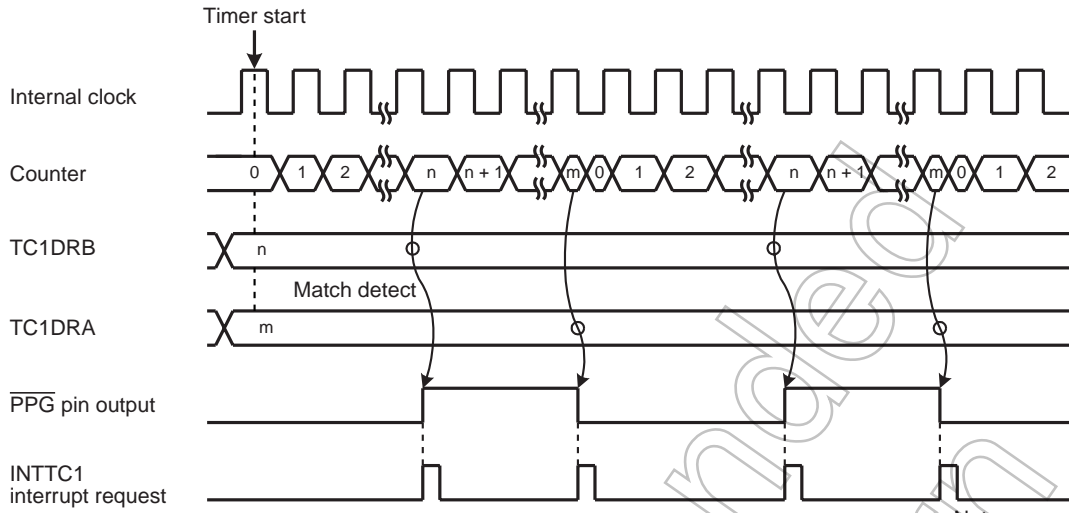 Timer start
Internal clock
Counter
0 1 2 n n + 1 m 0 1 2 n n + 1 m 0 1 2
TC1DRB
n
Match detect
TC1DRA
m
PPG pin output
INTTC1
interrupt request